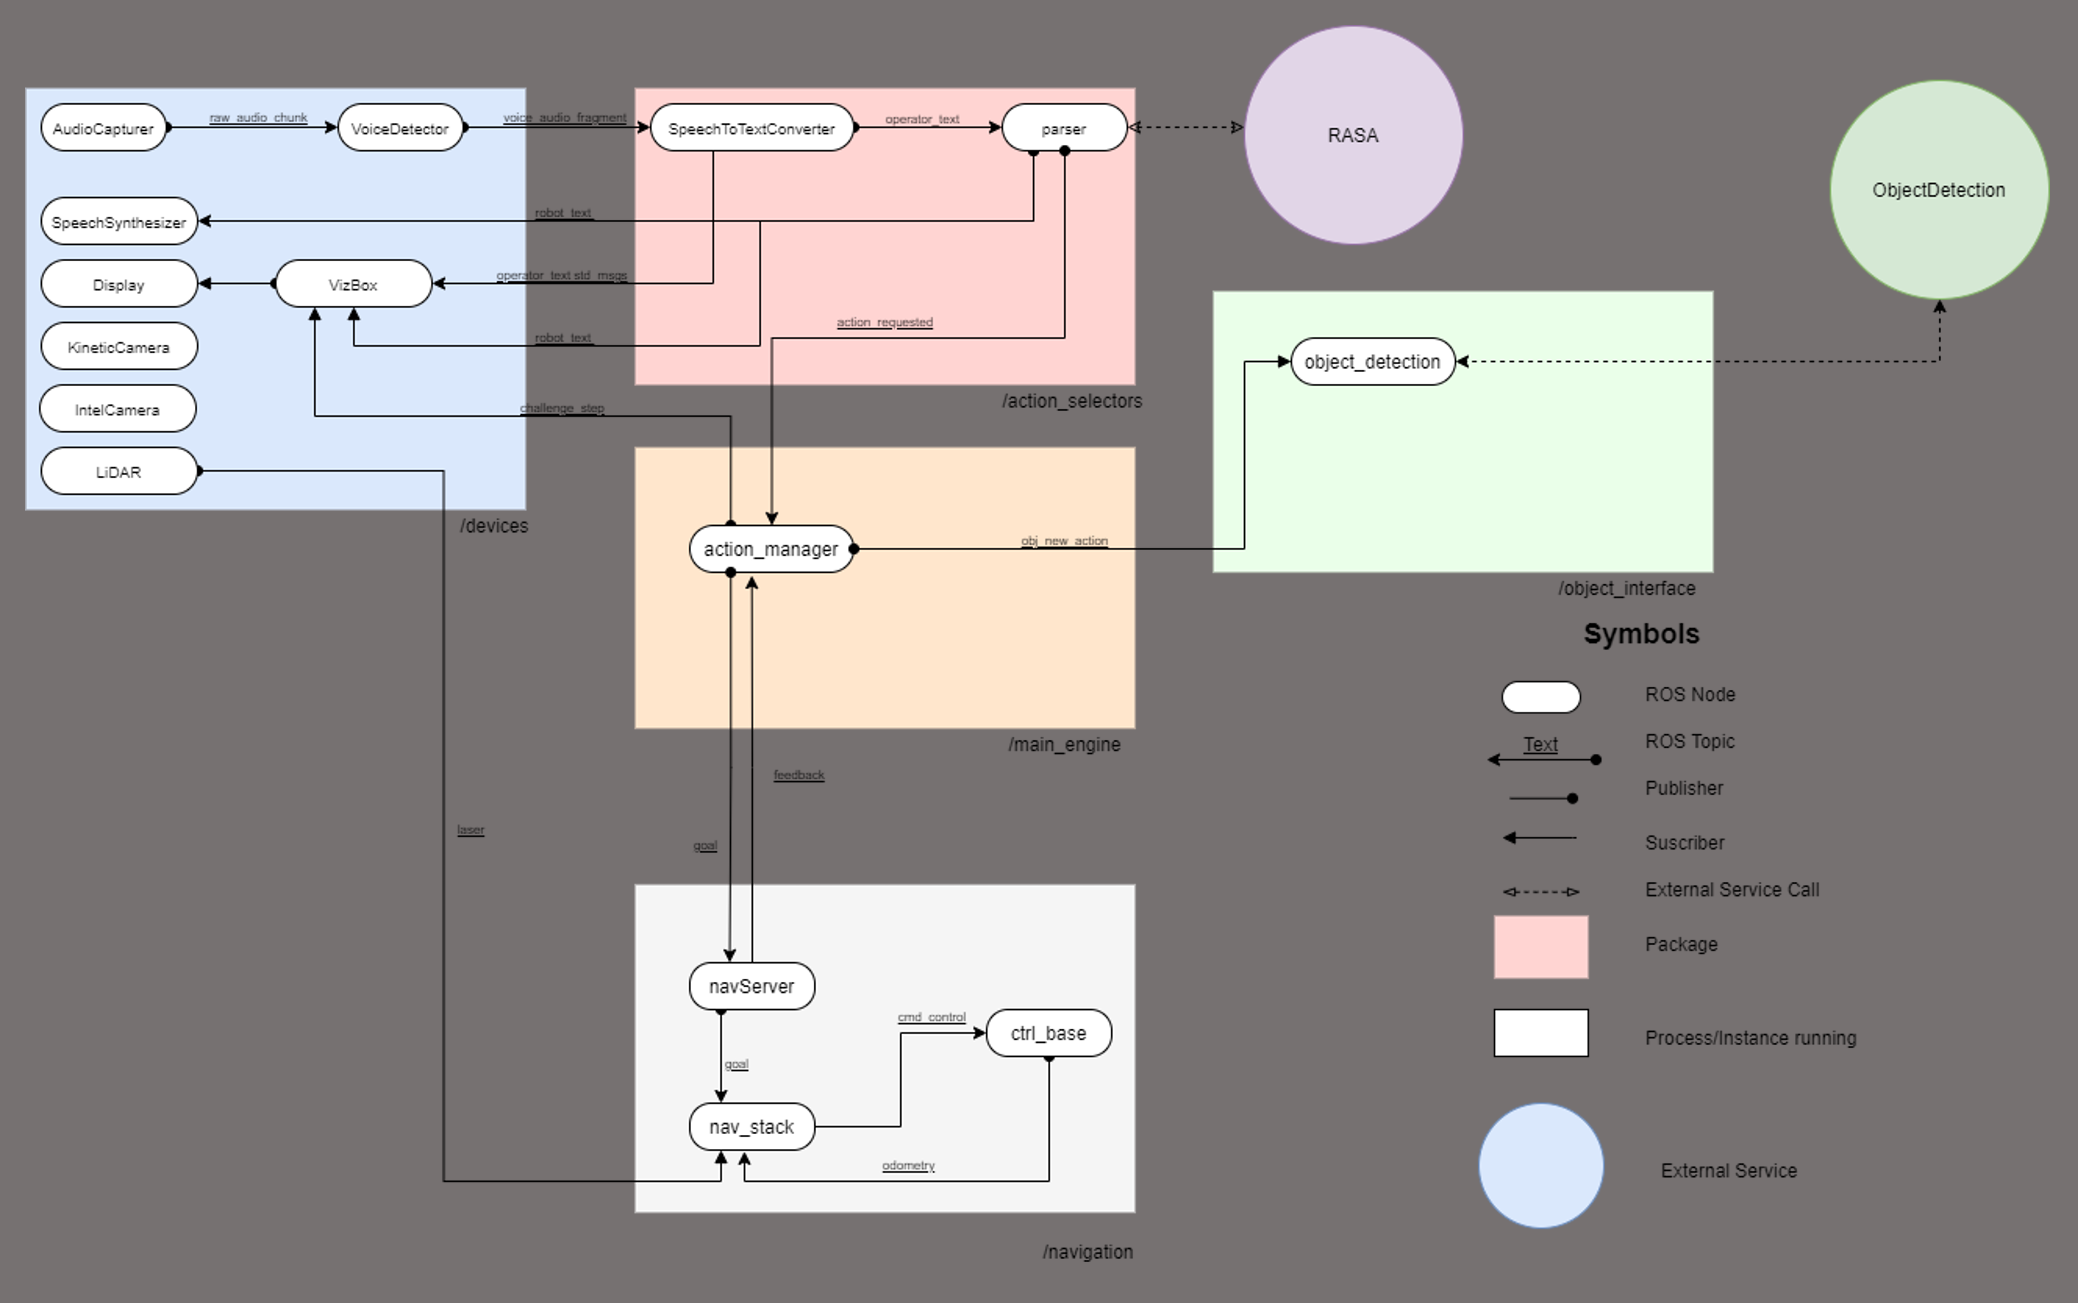 AudioCapturer
raw_audio_chunk
VoiceDetector
voice_audio_fragment
SpeechToTextConverter
operator_text
parser
RASA
ObjectDetection
SpeechSynthesizer
robot_text
Display
VizBox
operator_text std_msgs
KineticCamera
robot_text
action_requested
object_detection
IntelCamera
challenge_step
/action_selectors
LiDAR
/devices
action_manager
obj_new_action
/object_interface
Symbols
ROS Node
Text
ROS Topic
/main_engine
feedback
Publisher
laser
goal
Suscriber
External Service Call
Package
navServer
cmd_control
ctrl_base
Process/Instance running
goal
nav_stack
odometry
External Service
/navigation